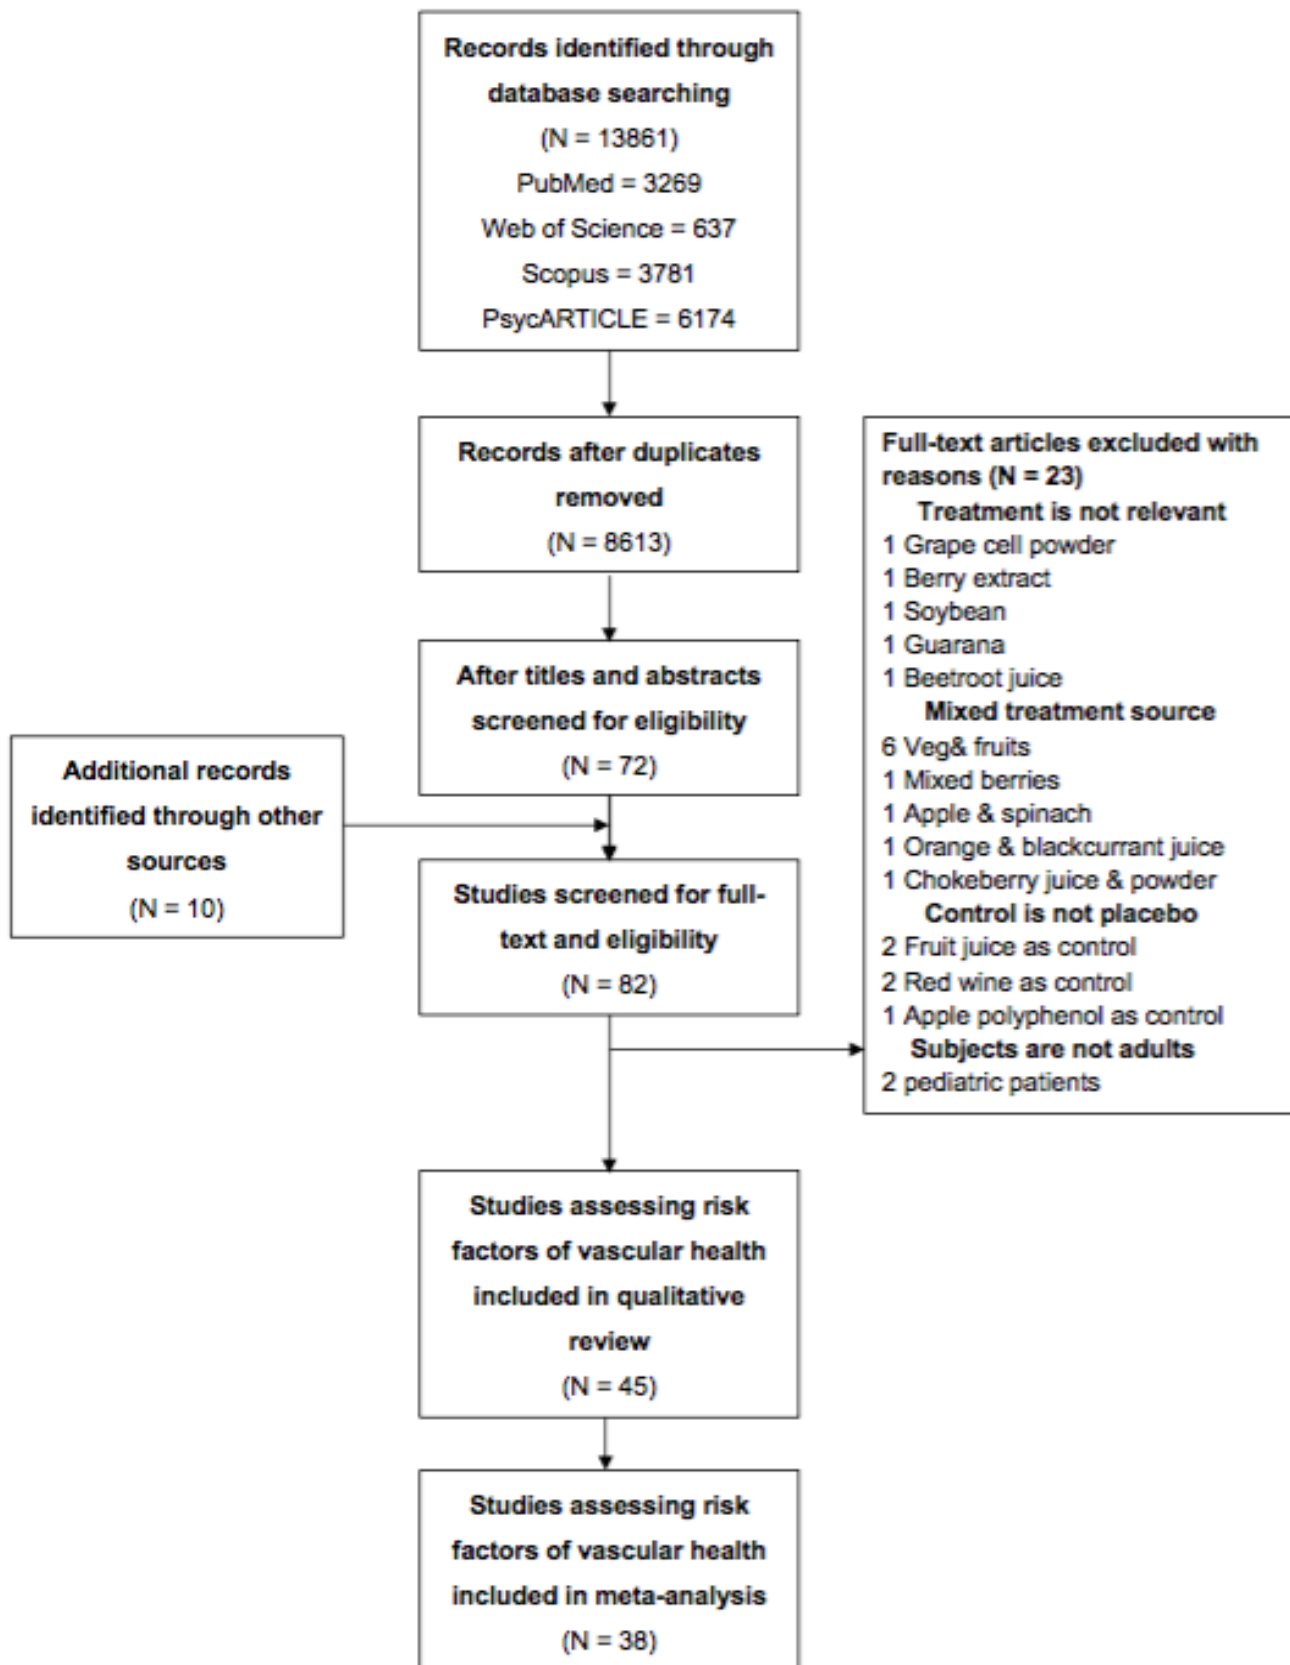 Records identified through
database searching
(N = 13861)
PubMed = 3269
Web of Science = 637
Scopus = 3781
PsycARTICLE = 6174
Records after duplicates
removed
(N = 8613)
After titles and abstracts
screened for eligibility
(N = 72)
Additional records
identified through other
sources
(N = 10)
Studies screened for full-
text and eligibility
(N = 82)
Full-text articles excluded with
reasons (N = 23)
Treatment is not relevant
1 Grape cell powder
1 Berry extract
1 Soybean
1 Guarana
1 Beetroot juice
Mixed treatment source
6 Veg& fruits
1 Mixed berries
1 Apple & spinach
1 Orange & blackcurrant juice
1 Chokeberry juice & powder
Control is not placebo
2 Fruit juice as control
2 Red wine as control
1 Apple polyphenol as control
Subjects are not adults
2 pediatric patients
Studies assessing risk
factors of vascular health
included in qualitative
review
(N = 45)
Studies assessing risk
factors of vascular health
included in meta-analysis
(N = 38)